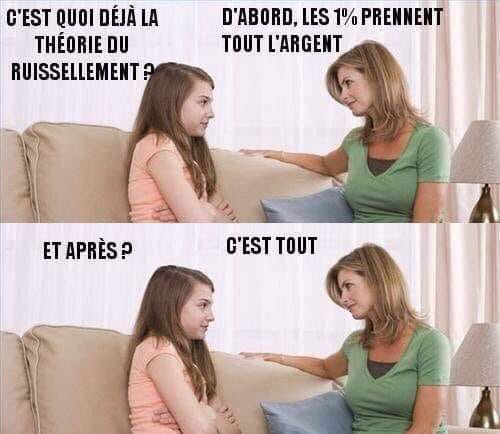 C'EST QUOI DÉJÀ LA
THÉORIE DU
RUISSELLEMENT ?
D'ABORD, LES 1% PRENNENT
TOUT L'ARGENT
ET APRÈS ?
C'EST TOUT